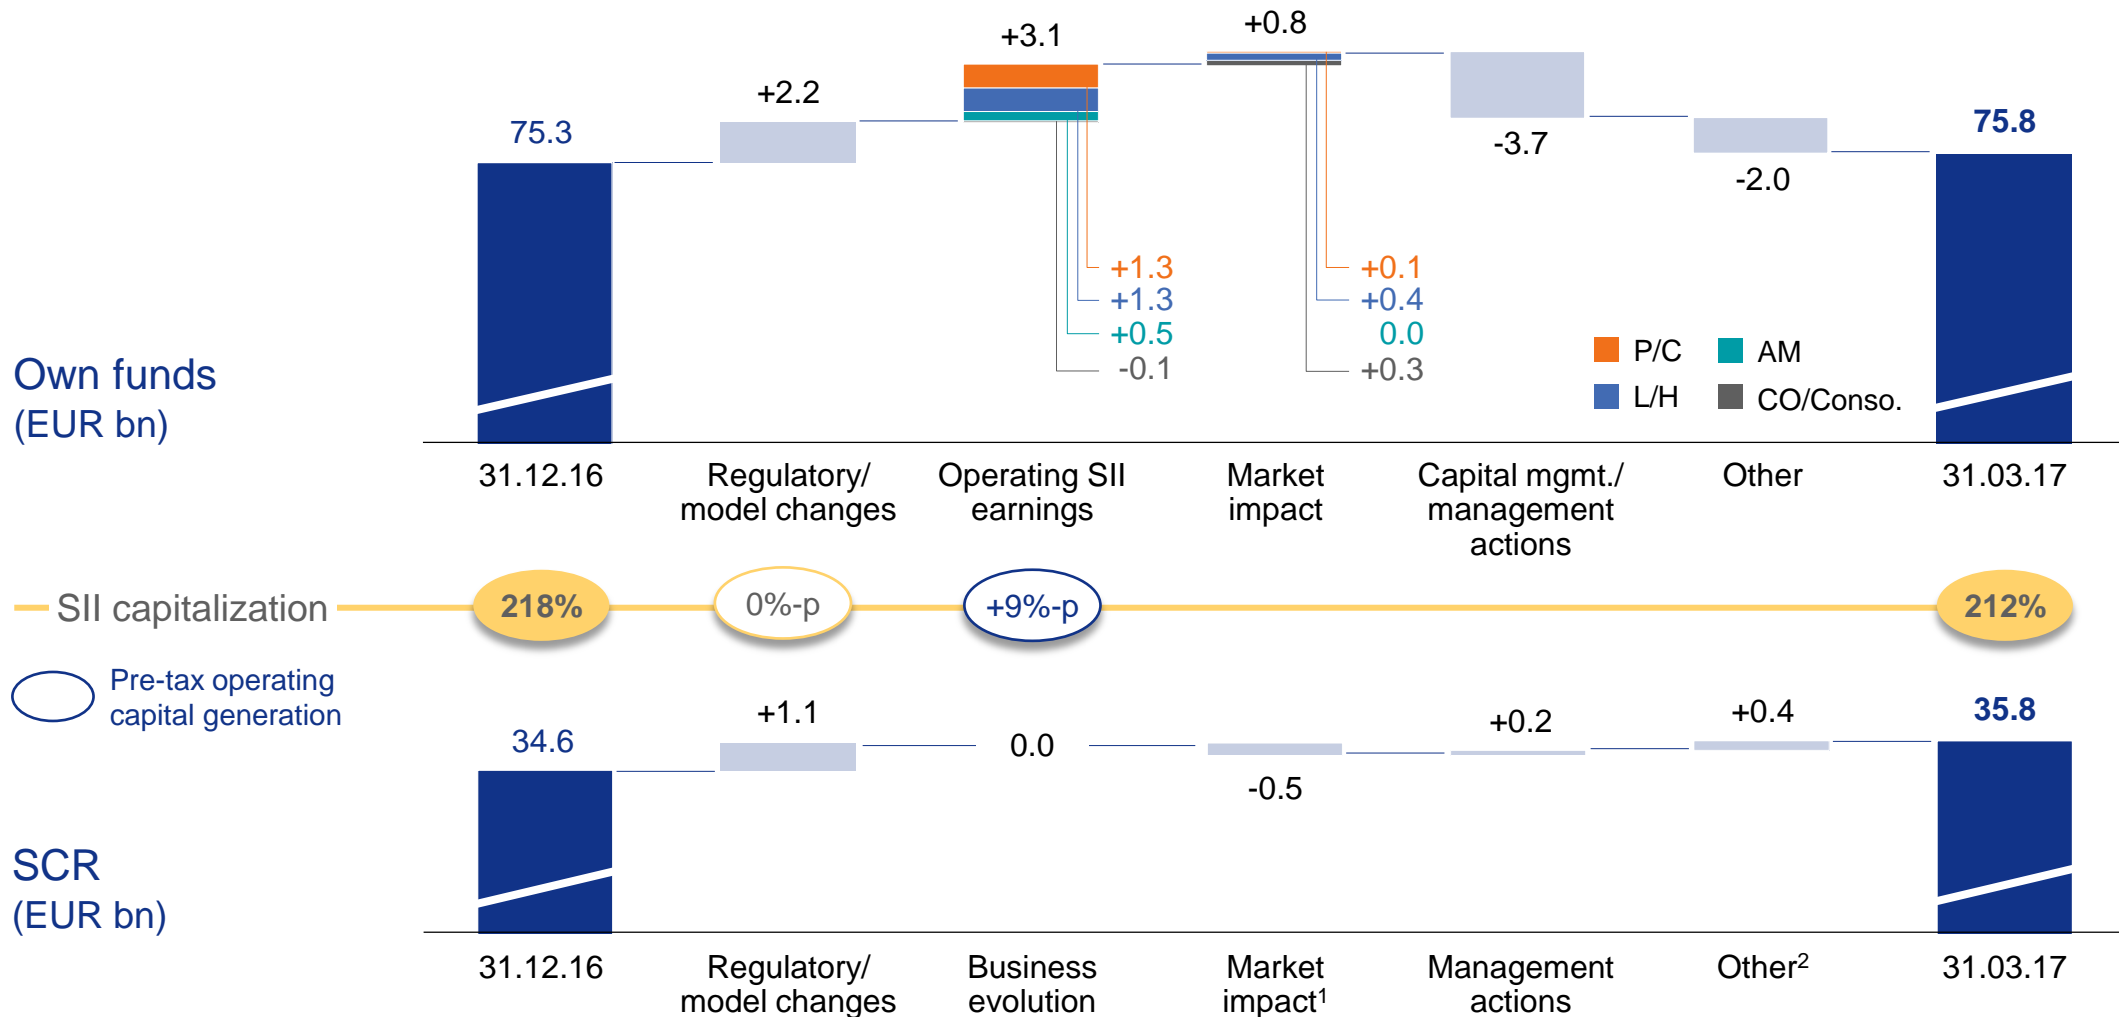 +3.1
+0.8
+2.2
75.3
75.8
-3.7
-2.0
+1.3
+1.3
+0.5
-0.1
+0.1
+0.4
0.0
+0.3
P/C
AM
L/H
CO/Conso.
Own funds
(EUR bn)
31.12.16
Regulatory/
model changes
Operating SII
earnings
Market
impact
Capital mgmt./
management
actions
Other
31.03.17
SII capitalization
218%
0%-p
+9%-p
212%
Pre-tax operating
capital generation
34.6
+1.1
0.0
-0.5
+0.2
+0.4
35.8
SCR
(EUR bn)
31.12.16
Regulatory/
model changes
Business
evolution
Market
impact¹
Management
actions
Other²
31.03.17